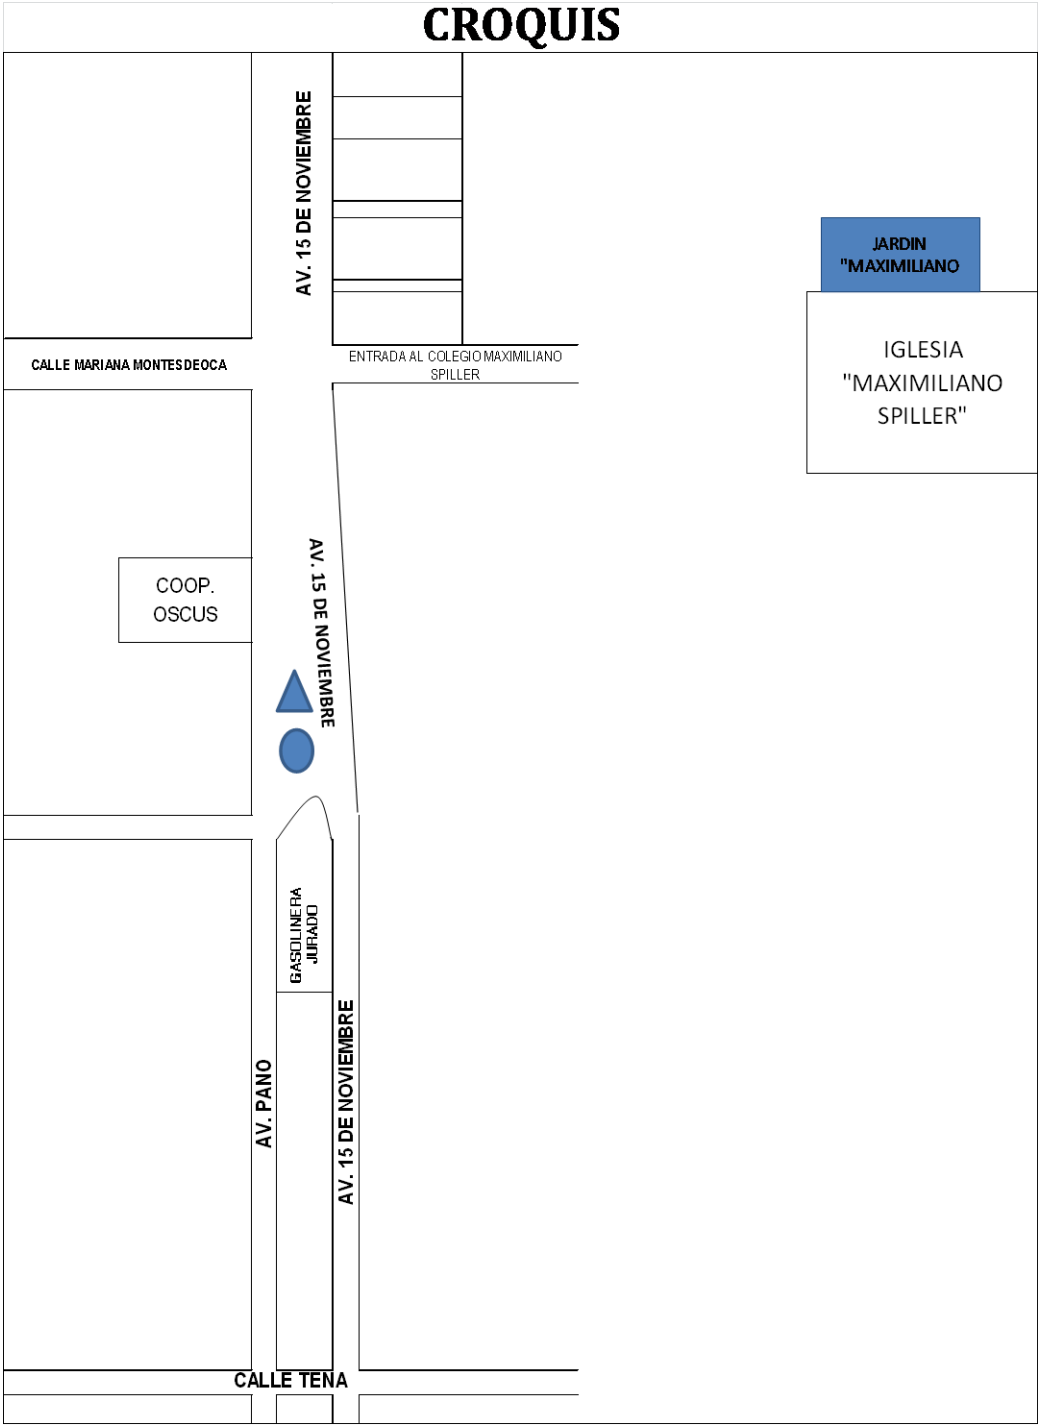 CROQUIS
AV. 15 DE NOVIEMBRE
JARDIN
"MAXIMILIANO
CALLE MARIANA MONTESDEOCA
ENTRADA AL COLEGIO MAXIMILIANO
SPILLER
IGLESIA
"MAXIMILIANO
SPILLER"
AV. 15 DE NOVIEMBRE
COOP.
OSCUS
GASOLINERA
JURADO
AV. PANO
AV. 15 DE NOVIEMBRE
CALLE TENA